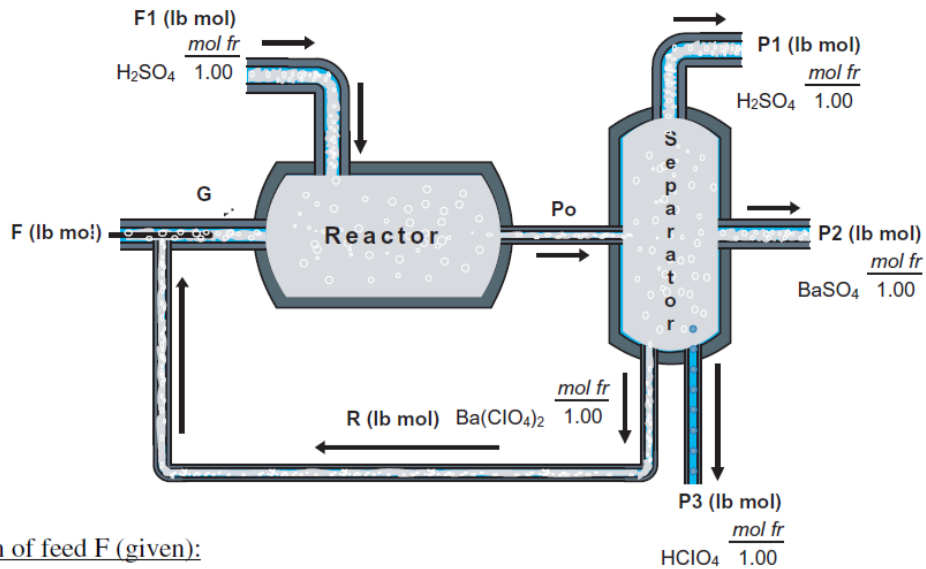 F1 (lb mol)
mol fr
H₂SO₄ 1.00
P1 (lb mol)
mol fr
H₂SO₄ 1.00
Separator
G
F (lb mol)
Reactor
Po
P2 (lb mol)
mol fr
BaSO₄ 1.00
mol fr
R (lb mol) Ba(ClO₄)₂ 1.00
P3 (lb mol)
mol fr
HClO₄ 1.00
n of feed F (given):